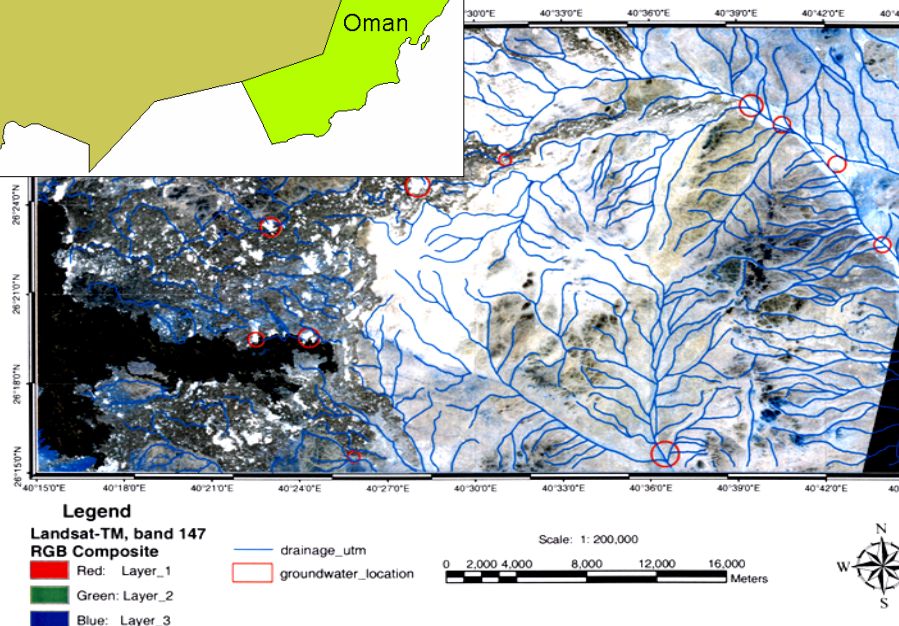 Oman
30'0"E 40°33'0"E 40°36'0"E 40°39'0"E 40°42'0"E 40°4
26°24'0"N
26°21'0"N
26°18'0"N
26°15'0"N
40°15'0"E 40°18'0"E 40°21'0"E 40°24'0"E 40°27'0"E 40°30'0"E 40°33'0"E 40°36'0"E 40°39'0"E 40°42'0"E 40
Legend
Landsat-TM, band 147
RGB Composite
Red: Layer_1
Green: Layer_2
Blue: Layer_3
drainage_utm
groundwater_location
Scale: 1: 200,000
0 2,000 4,000 8,000 12,000 16,000
Meters
N
W
S